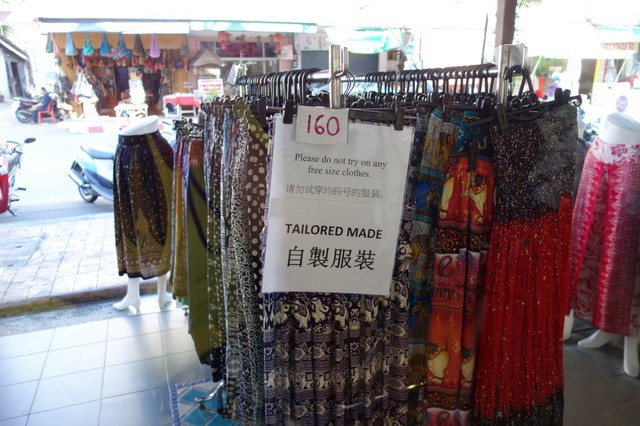 160
Please do not try on any
free size clothes.
请勿试穿均码号的服装。
TAILORED MADE
自製服裝